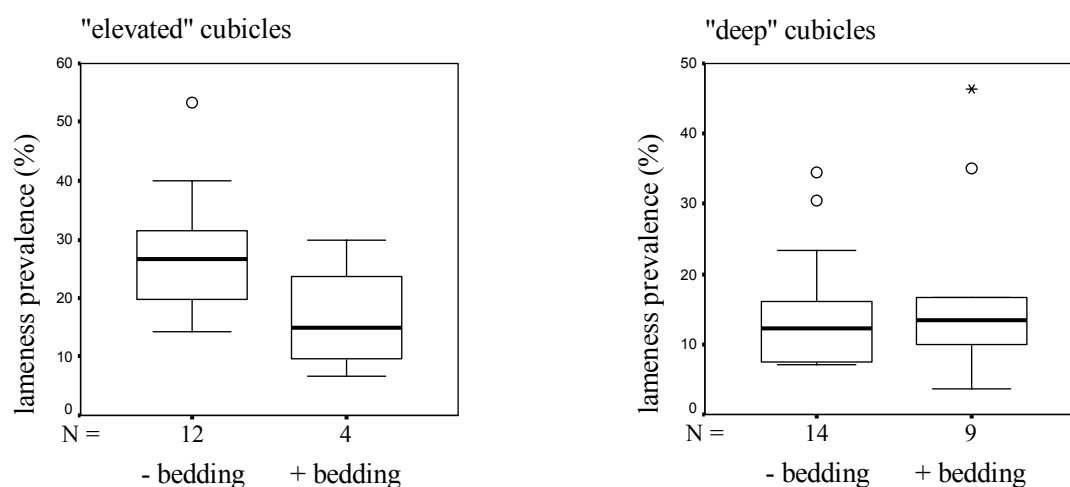 "elevated" cubicles
lameness prevalence (%)
60
50
40
30
20
10
0
N = 12 4
- bedding + bedding
"deep" cubicles
lameness prevalence (%)
50
40
30
20
10
0
N = 14 9
- bedding + bedding